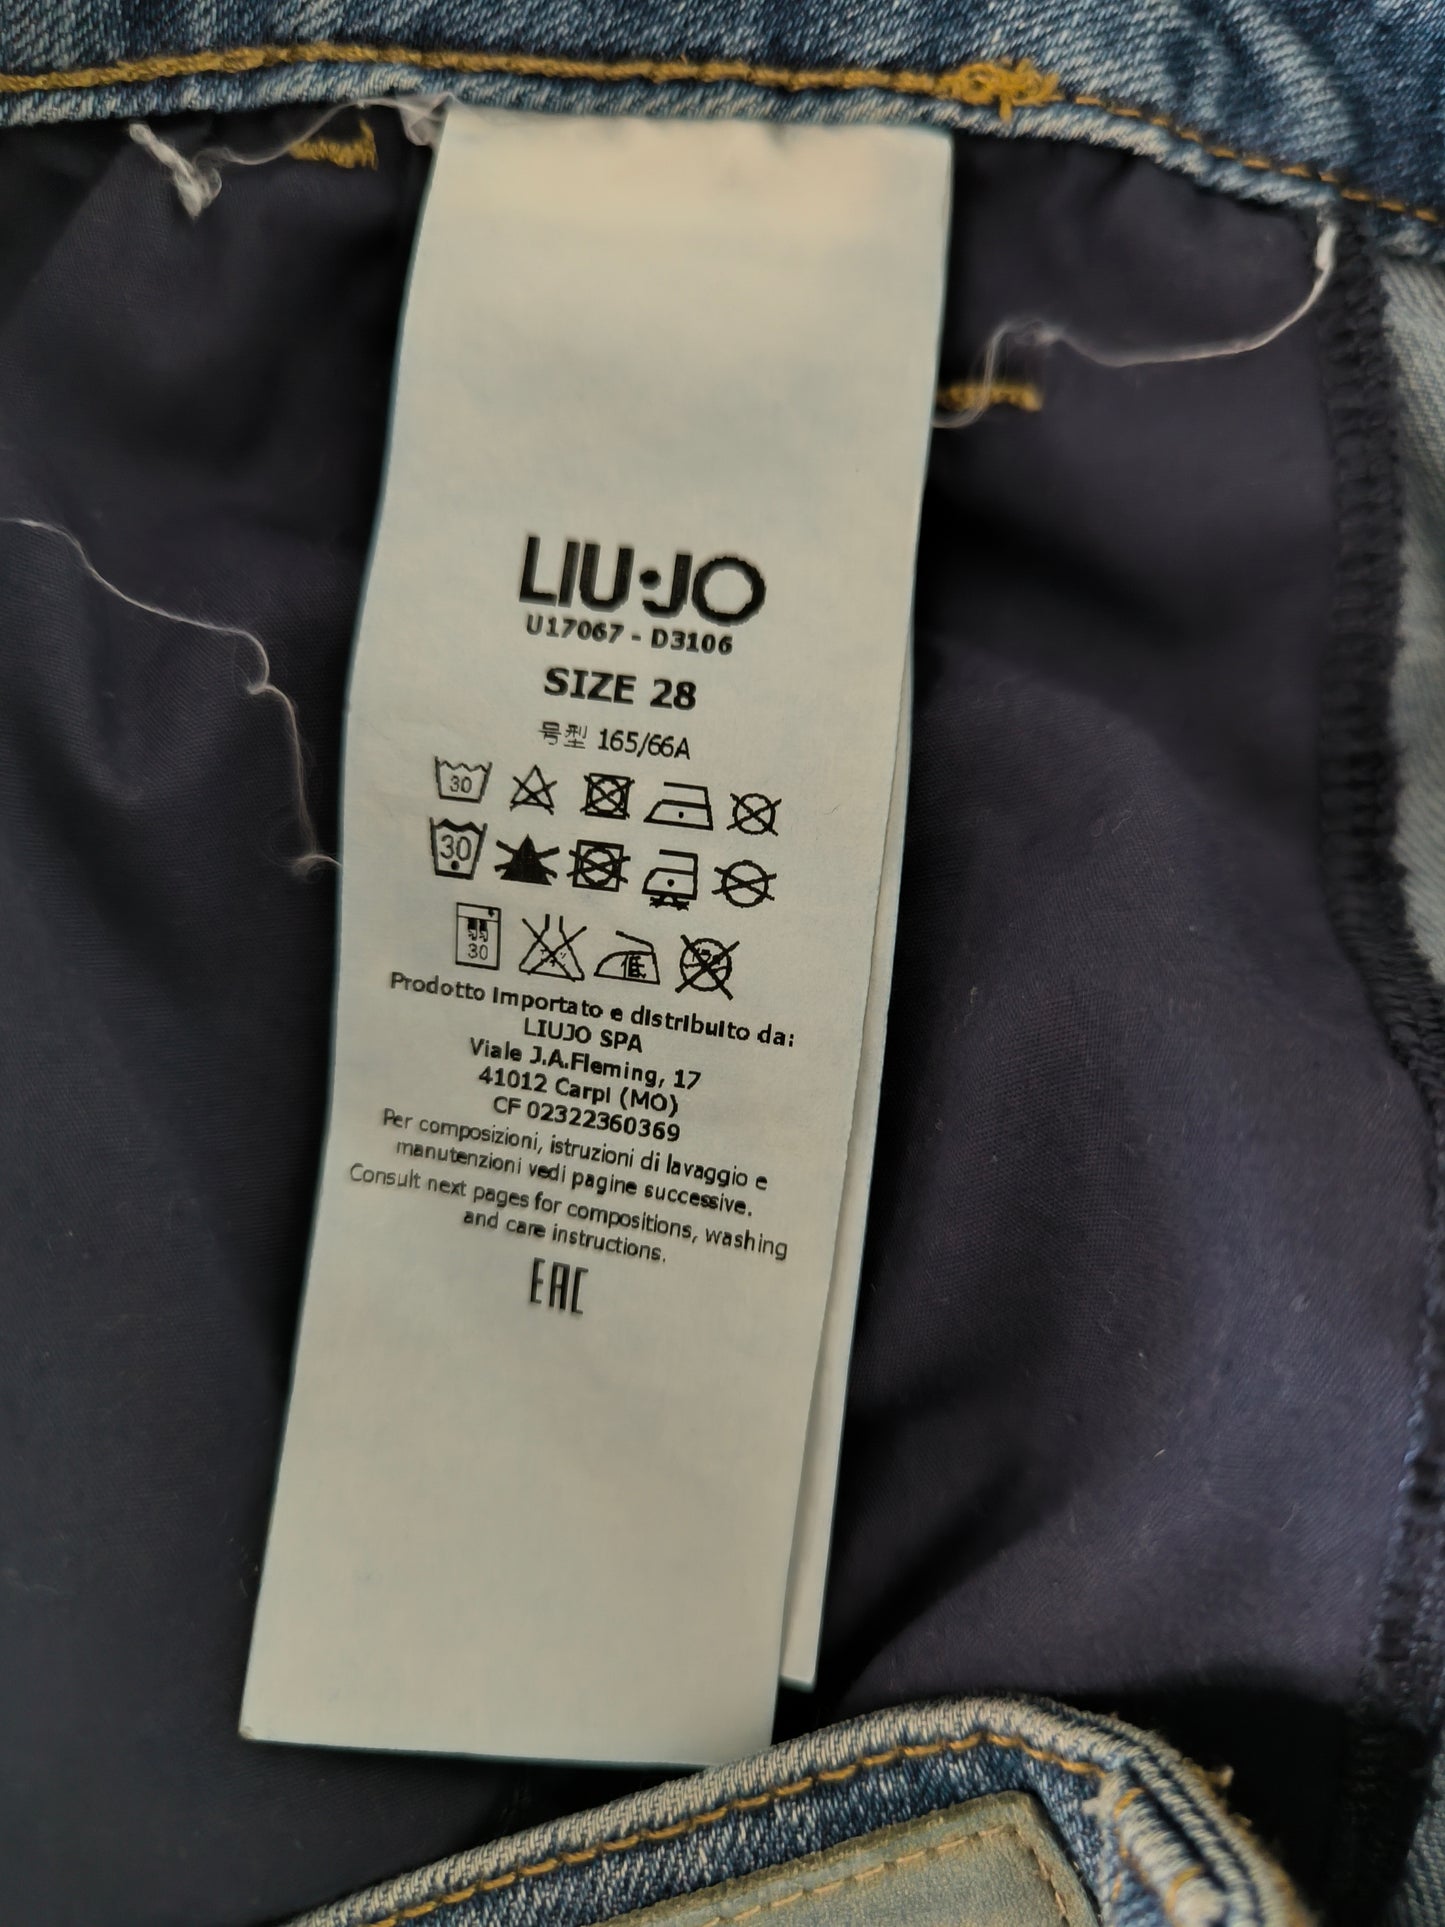 LIU·JO
U17067 - D3106
SIZE 28
号型 165/66A
30
30
30
低
Prodotto Importato e distribuito da:
LIUJO SPA
Viale J.A.Fleming, 17
41012 Carpi (MO)
CF 02322360369
Per composizioni, istruzioni di lavaggio e
manutenzioni vedi pagine successive.
Consult next pages for compositions, washing
and care instructions.
EAC